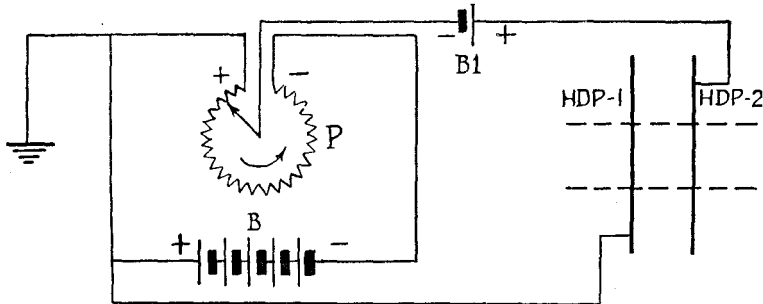 − +
B1
+ −
HDP-1 HDP-2
P
B
+ −